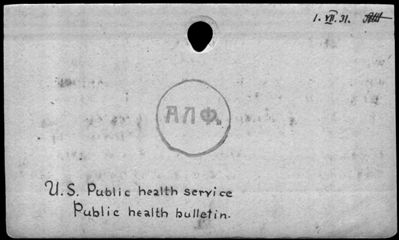 1. VII. 31.
АЛФ.
U.S. Public health service
Public health bulletin.